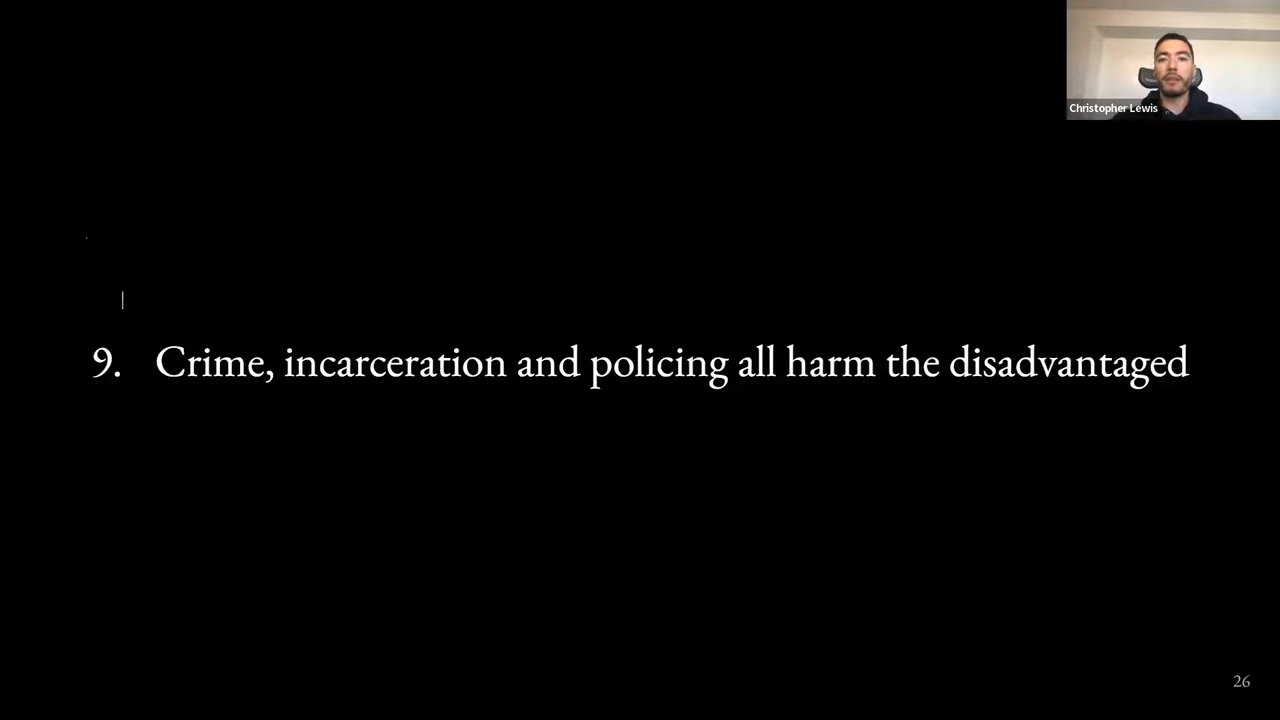 Christopher Lewis
9. Crime, incarceration and policing all harm the disadvantaged
26